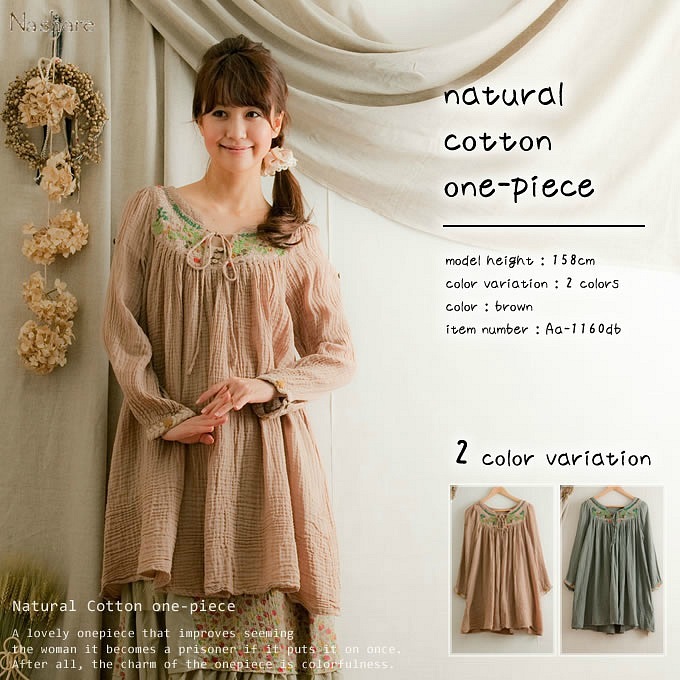 Nashare
natural
cotton
one-piece
model height : 158cm
color variation : 2 colors
color : brown
item number : Aa-1160db
2 color variation
Natural Cotton one-piece
A lovely onepiece that improves seeming
the woman it becomes a prisoner if it puts it on once.
After all, the charm of the onepiece is colorfulness.